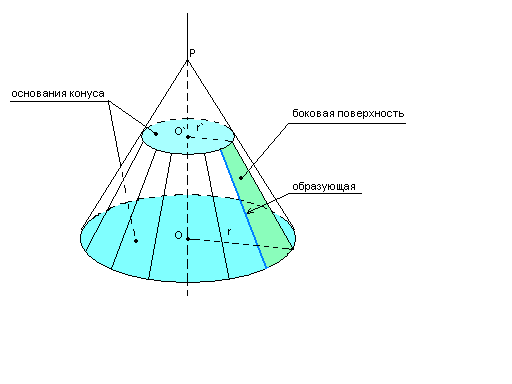 P
основания конуса
O` r`
боковая поверхность
образующая
O r